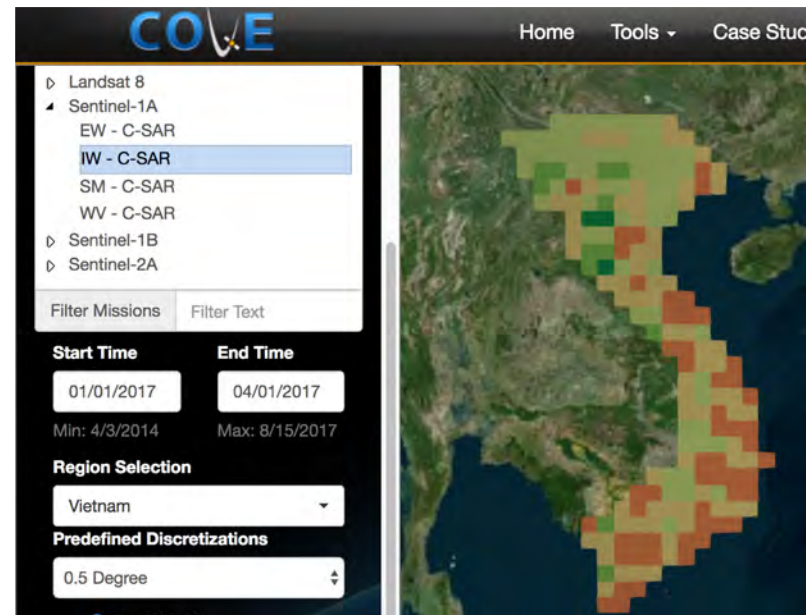 COVE
Home Tools Case Stud
Landsat 8
Sentinel-1A
EW - C-SAR
IW - C-SAR
SM - C-SAR
WV - C-SAR
Sentinel-1B
Sentinel-2A
Filter Missions Filter Text
Start Time End Time
01/01/2017 04/01/2017
Min: 4/3/2014 Max: 8/15/2017
Region Selection
Vietnam
Predefined Discretizations
0.5 Degree